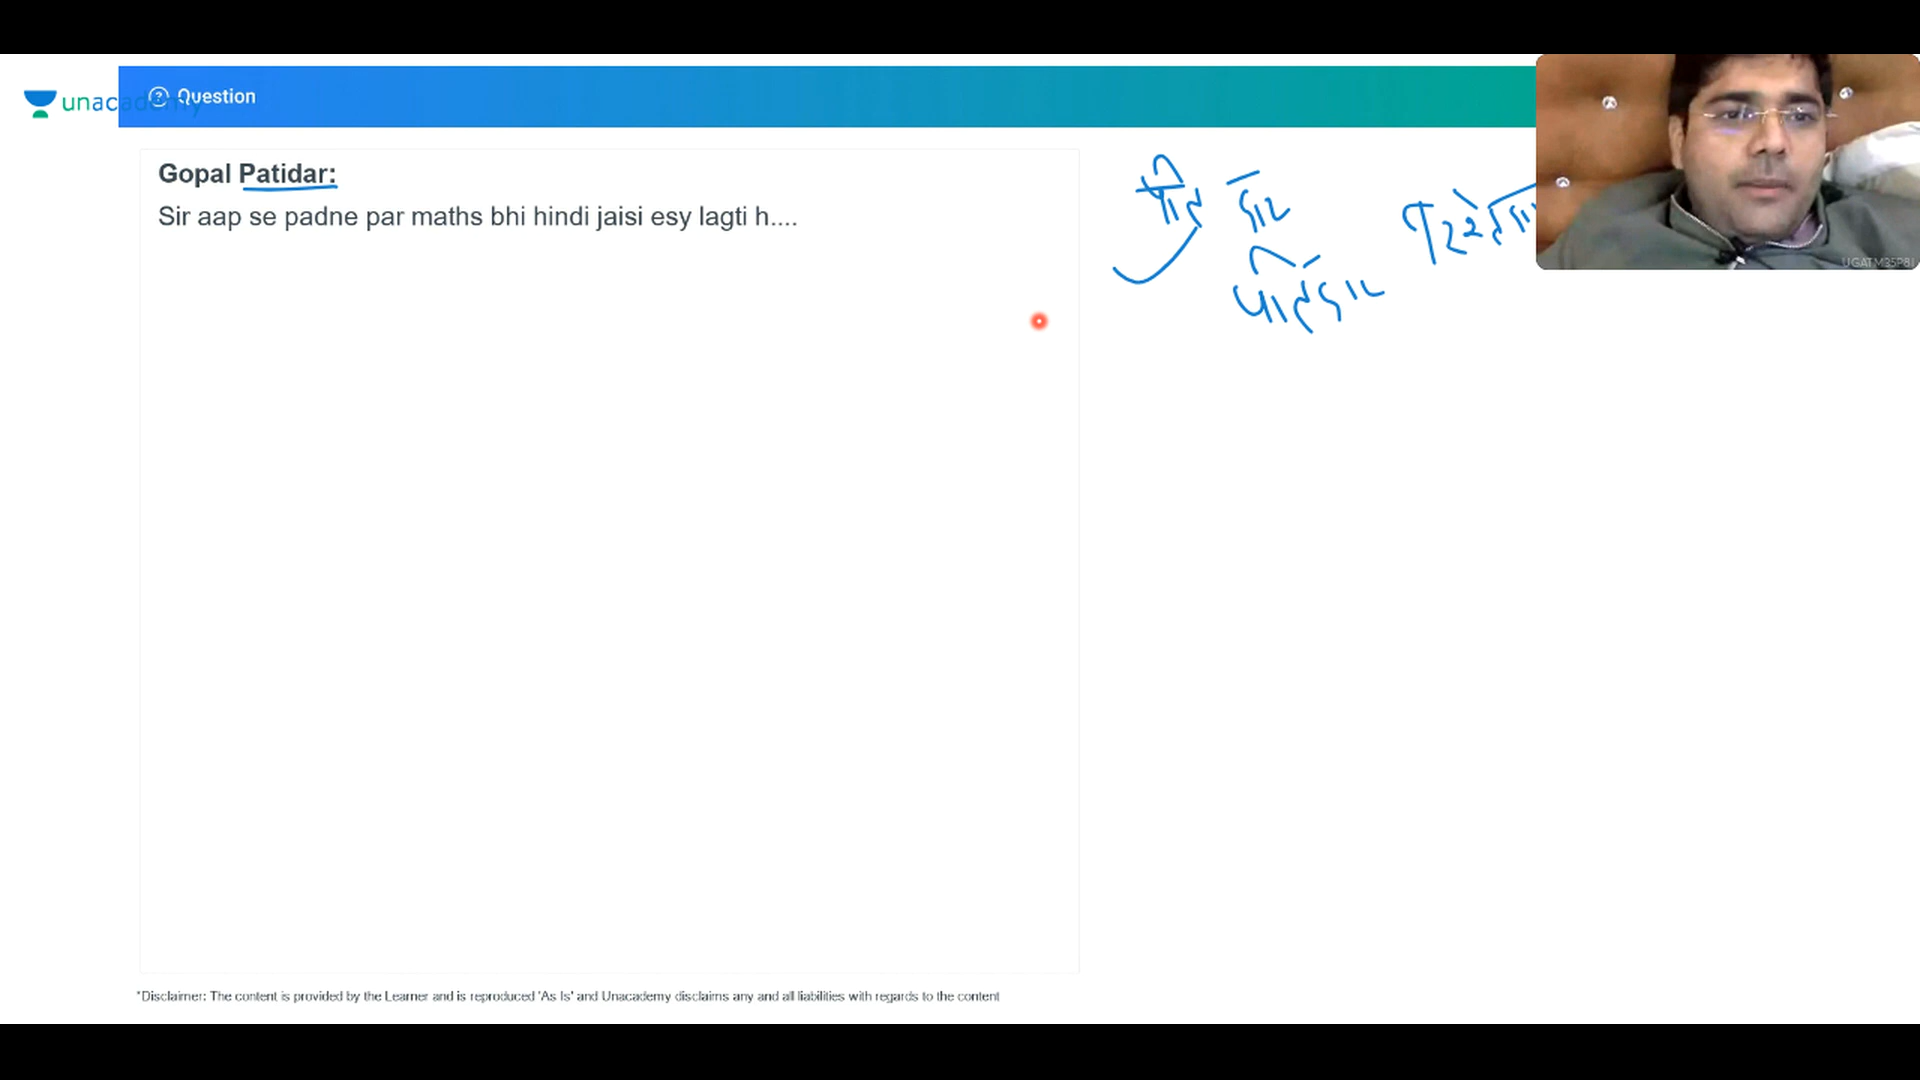 unacademy
Question
Gopal Patidar:
Sir aap se padne par maths bhi hindi jaisi esy lagti h....
UGATM35P8I
*Disclaimer: The content is provided by the Learner and is reproduced 'As Is' and Unacademy disclaims any and all liabilities with regards to the content